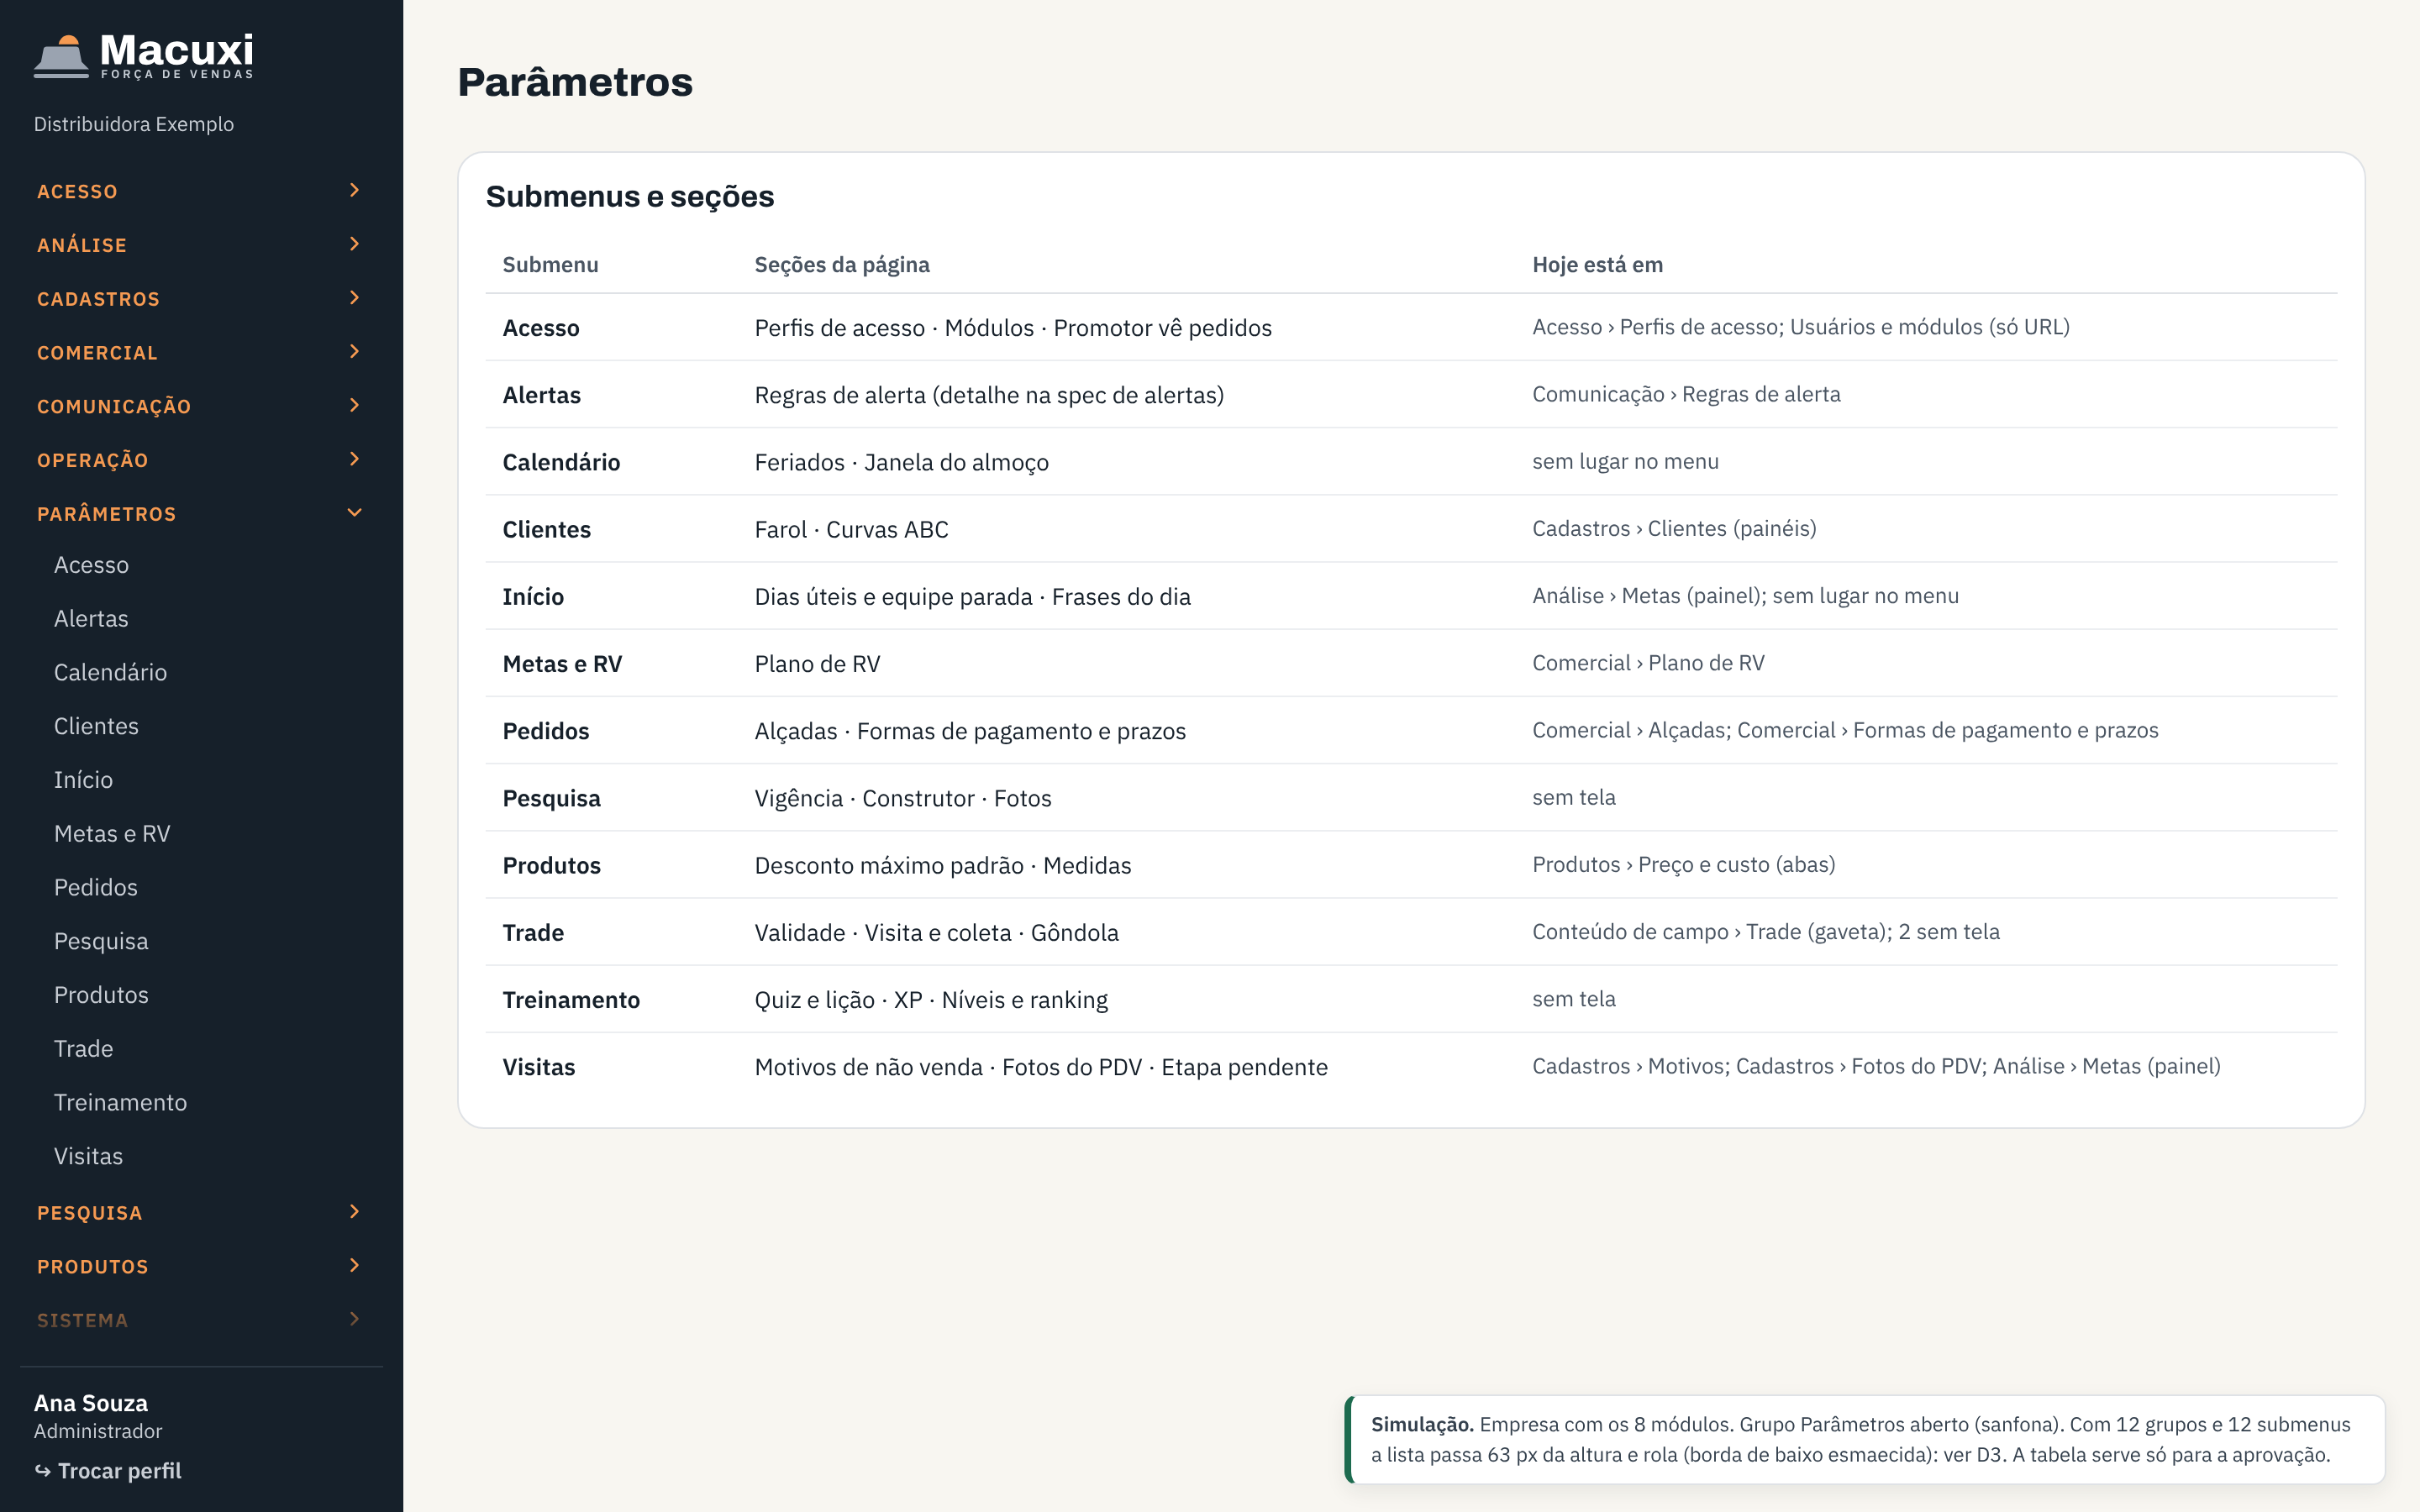 Macuxi
FORÇA DE VENDAS
Distribuidora Exemplo
ACESSO
ANÁLISE
CADASTROS
COMERCIAL
COMUNICAÇÃO
OPERAÇÃO
PARÂMETROS
Acesso
Alertas
Calendário
Clientes
Início
Metas e RV
Pedidos
Pesquisa
Produtos
Trade
Treinamento
Visitas
PESQUISA
PRODUTOS
SISTEMA
Ana Souza
Administrador
↪ Trocar perfil
Parâmetros
Submenus e seções
Submenu Seções da página Hoje está em
Acesso Perfis de acesso · Módulos · Promotor vê pedidos Acesso › Perfis de acesso; Usuários e módulos (só URL)
Alertas Regras de alerta (detalhe na spec de alertas) Comunicação › Regras de alerta
Calendário Feriados · Janela do almoço sem lugar no menu
Clientes Farol · Curvas ABC Cadastros › Clientes (painéis)
Início Dias úteis e equipe parada · Frases do dia Análise › Metas (painel); sem lugar no menu
Metas e RV Plano de RV Comercial › Plano de RV
Pedidos Alçadas · Formas de pagamento e prazos Comercial › Alçadas; Comercial › Formas de pagamento e prazos
Pesquisa Vigência · Construtor · Fotos sem tela
Produtos Desconto máximo padrão · Medidas Produtos › Preço e custo (abas)
Trade Validade · Visita e coleta · Gôndola Conteúdo de campo › Trade (gaveta); 2 sem tela
Treinamento Quiz e lição · XP · Níveis e ranking sem tela
Visitas Motivos de não venda · Fotos do PDV · Etapa pendente Cadastros › Motivos; Cadastros › Fotos do PDV; Análise › Metas (painel)
Simulação. Empresa com os 8 módulos. Grupo Parâmetros aberto (sanfona). Com 12 grupos e 12 submenus
a lista passa 63 px da altura e rola (borda de baixo esmaecida): ver D3. A tabela serve só para a aprovação.